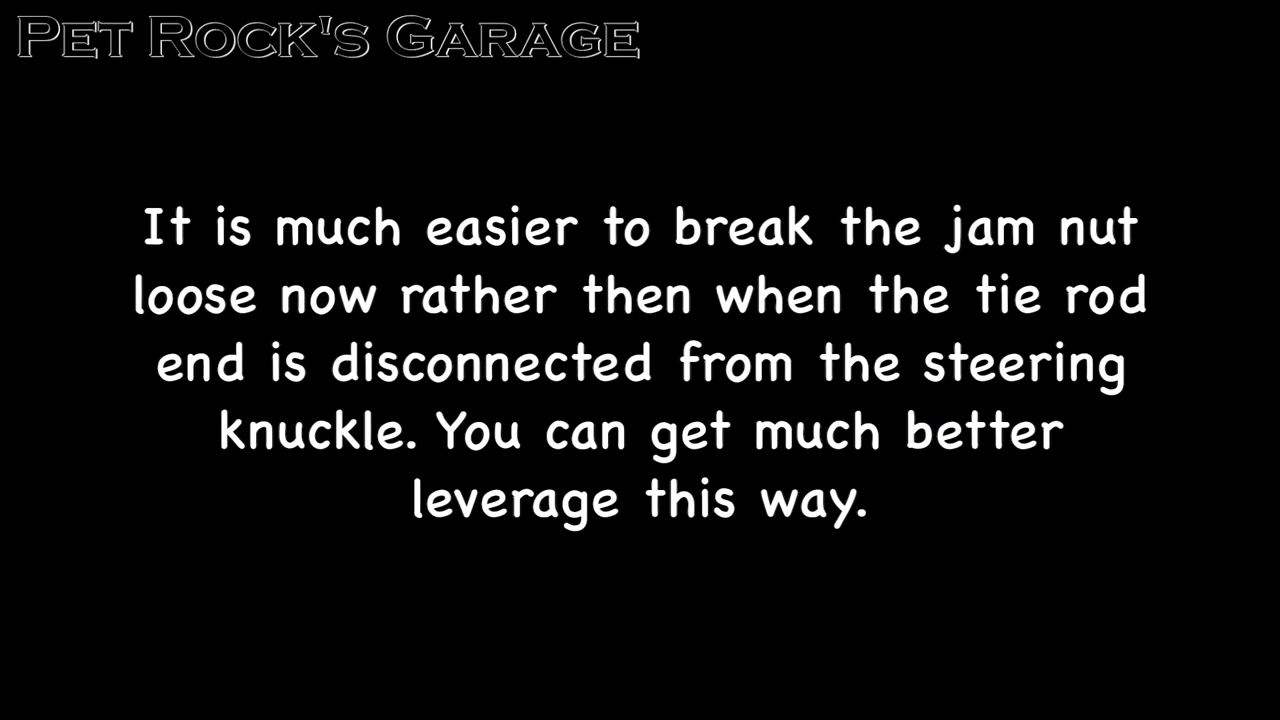 PET ROCK'S GARAGE
It is much easier to break the jam nut
loose now rather then when the tie rod
end is disconnected from the steering
knuckle. You can get much better
leverage this way.